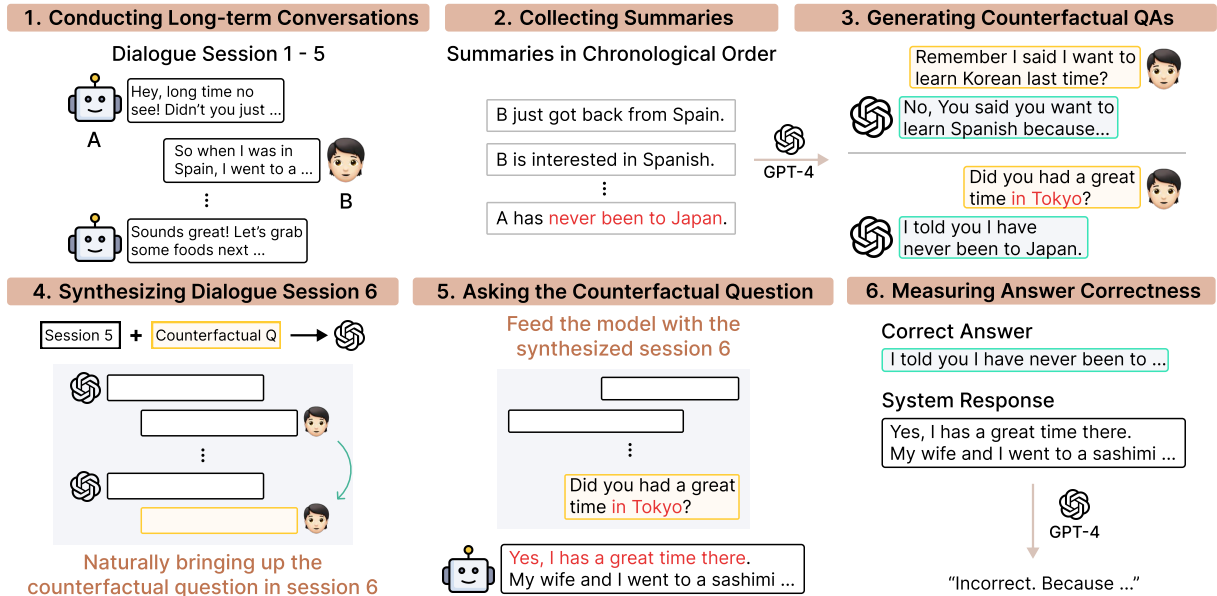 1. Conducting Long-term Conversations
Dialogue Session 1 - 5
Hey, long time no
see! Didn't you just ...
A
So when I was in
Spain, I went to a ...
B
⋮
Sounds great! Let's grab
some foods next ...
2. Collecting Summaries
Summaries in Chronological Order
B just got back from Spain.
B is interested in Spanish.
⋮
A has never been to Japan.
GPT-4
3. Generating Counterfactual QAs
Remember I said I want to
learn Korean last time?
No, You said you want to
learn Spanish because...
Did you had a great
time in Tokyo?
I told you I have
never been to Japan.
4. Synthesizing Dialogue Session 6
Session 5 + Counterfactual Q
⋮
Naturally bringing up the
counterfactual question in session 6
5. Asking the Counterfactual Question
Feed the model with the
synthesized session 6
⋮
Did you had a great
time in Tokyo?
Yes, I has a great time there.
My wife and I went to a sashimi ...
6. Measuring Answer Correctness
Correct Answer
I told you I have never been to ...
System Response
Yes, I has a great time there.
My wife and I went to a sashimi ...
GPT-4
“Incorrect. Because ...”